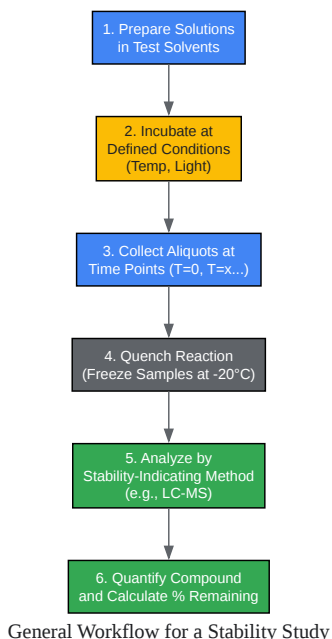 1. Prepare Solutions
in Test Solvents
2. Incubate at
Defined Conditions
(Temp, Light)
3. Collect Aliquots at
Time Points (T=0, T=x...)
4. Quench Reaction
(Freeze Samples at -20°C)
5. Analyze by
Stability-Indicating Method
(e.g., LC-MS)
6. Quantify Compound
and Calculate % Remaining
General Workflow for a Stability Study